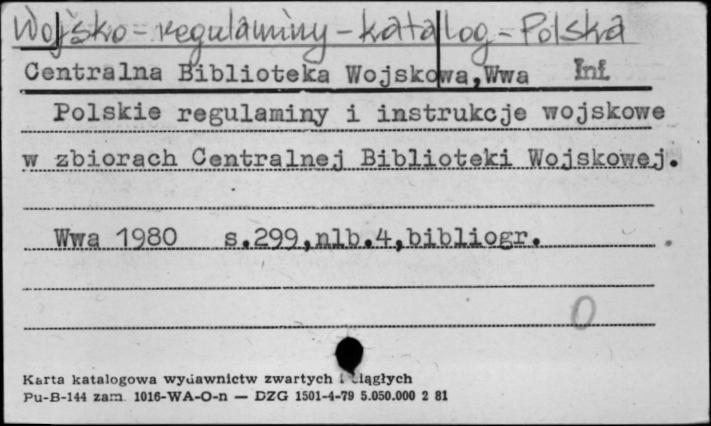 Wojsko - regulaminy - katalog - Polska
Centralna Biblioteka Wojskowa,Wwa Inf.
Polskie regulaminy i instrukcje wojskowe
w zbiorach Centralnej Biblioteki Wojskowej.
Wwa 1980 s.299,nlb.4,bibliogr.
0
Karta katalogowa wydawnictw zwartych i ciągłych
Pu-B-144 zam. 1016-WA-O-n — DZG 1501-4-79 5.050.000 2 81